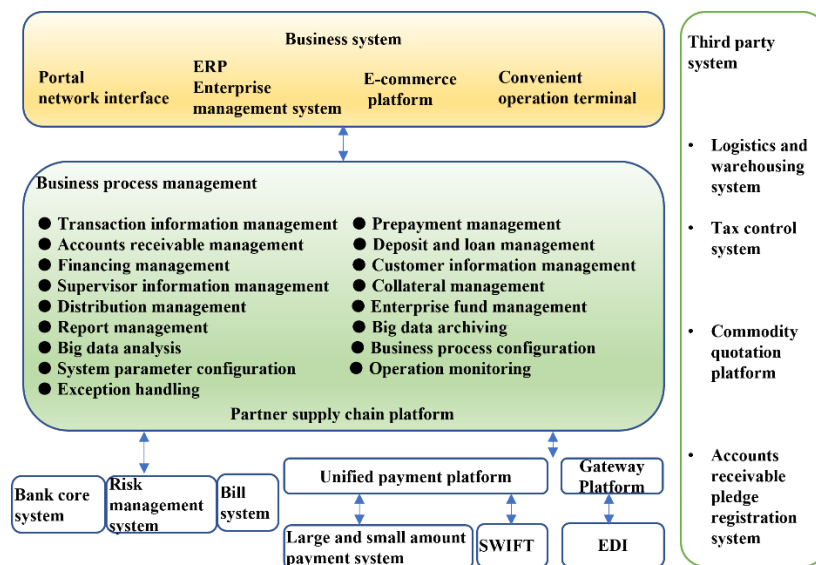 Business system
Portal
network interface
ERP
Enterprise
management system
E-commerce
platform
Convenient
operation terminal
Business process management
● Transaction information management
● Accounts receivable management
● Financing management
● Supervisor information management
● Distribution management
● Report management
● Big data analysis
● System parameter configuration
● Exception handling
● Prepayment management
● Deposit and loan management
● Customer information management
● Collateral management
● Enterprise fund management
● Big data archiving
● Business process configuration
● Operation monitoring
Partner supply chain platform
Bank core
system
Risk
management
system
Bill
system
Unified payment platform
Gateway
Platform
Large and small amount
payment system
SWIFT
EDI
Third party
system
• Logistics and
warehousing
system
• Tax control
system
• Commodity
quotation
platform
• Accounts
receivable
pledge
registration
system